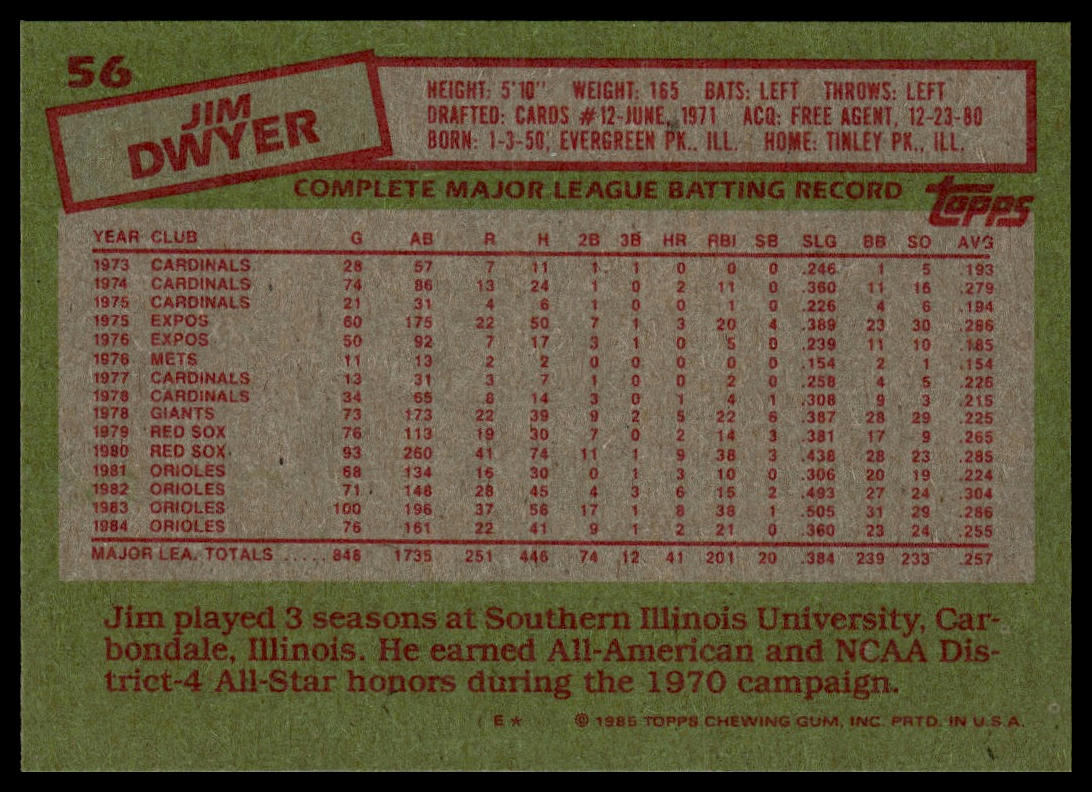 56
JIM
DWYER
HEIGHT: 5'10" WEIGHT: 165 BATS: LEFT THROWS: LEFT
DRAFTED: CARDS #12-JUNE, 1971 ACQ: FREE AGENT, 12-23-80
BORN: 1-3-50, EVERGREEN PK., ILL. HOME: TINLEY PK., ILL.
COMPLETE MAJOR LEAGUE BATTING RECORD
topps
YEAR CLUB G AB R H 2B 3B HR RBI SB SLG BB SO AVG
1973 CARDINALS 28 57 7 11 1 1 0 0 0 .246 1 5 .193
1974 CARDINALS 74 86 13 24 1 0 2 11 0 .360 11 16 .279
1975 CARDINALS 21 31 4 6 1 0 0 1 0 .226 4 6 .194
1975 EXPOS 60 175 22 50 7 1 3 20 4 .389 23 30 .286
1976 EXPOS 50 92 7 17 3 1 0 5 0 .239 11 10 .185
1976 METS 11 13 2 2 0 0 0 0 0 .154 2 1 .154
1977 CARDINALS 13 31 3 7 1 0 0 2 0 .258 4 5 .226
1978 CARDINALS 34 65 8 14 3 0 1 4 1 .308 9 3 .215
1978 GIANTS 73 173 22 39 9 2 5 22 6 .387 28 29 .225
1979 RED SOX 76 113 19 30 7 0 2 14 3 .381 17 9 .265
1980 RED SOX 93 260 41 74 11 1 9 38 3 .438 28 23 .285
1981 ORIOLES 68 134 16 30 0 1 3 10 0 .306 20 19 .224
1982 ORIOLES 71 148 28 45 4 3 6 15 2 .493 27 24 .304
1983 ORIOLES 100 196 37 56 17 1 8 38 1 .505 31 29 .286
1984 ORIOLES 76 161 22 41 9 1 2 21 0 .360 23 24 .255
MAJOR LEA. TOTALS ..... 848 1735 251 446 74 12 41 201 20 .384 239 233 .257
Jim played 3 seasons at Southern Illinois University, Car-
bondale, Illinois. He earned All-American and NCAA Dis-
trict-4 All-Star honors during the 1970 campaign.
E* © 1985 TOPPS CHEWING GUM, INC. PRTD. IN U.S.A.